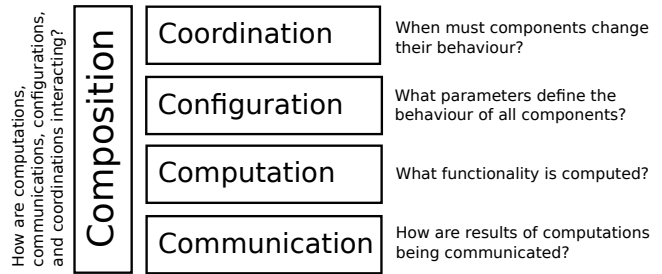 How are computations,
communications, configurations,
and coordinations interacting?
Composition
Coordination
When must components change
their behaviour?
Configuration
What parameters define the
behaviour of all components?
Computation
What functionality is computed?
Communication
How are results of computations
being communicated?